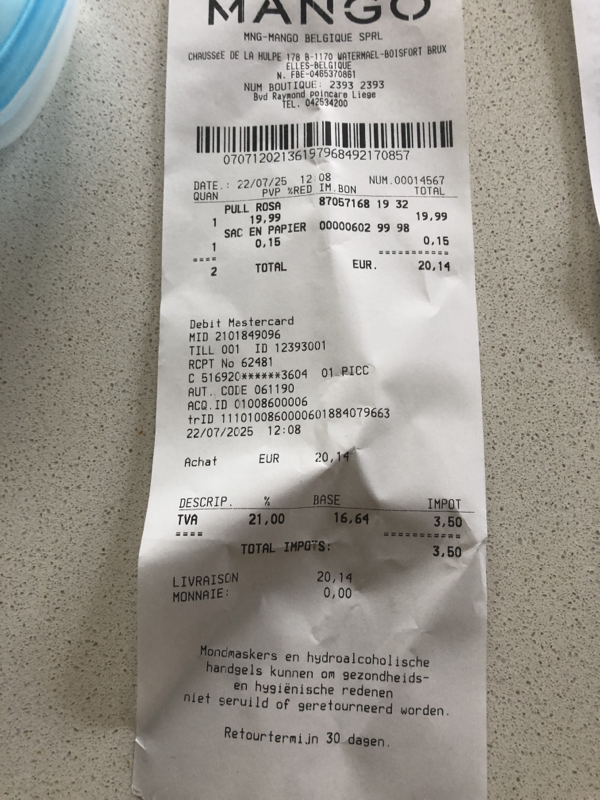 MANGO
MNG-MANGO BELGIQUE SPRL
CHAUSSéE DE LA HULPE 178 B-1170 WATERMAEL-BOISFORT BRUX
ELLES-BELGIQUE
N. FBE-0465370861
NUM BOUTIQUE: 2393 2393
Bvd Raymond poincare Liege
TEL. 042534200
07071202136197968492170857
DATE.: 22/07/25 12 08 NUM.00014567
QUAN PVP %RED IM.BON TOTAL
PULL ROSA 87057168 19 32
1 19,99 19,99
SAC EN PAPIER 00000602 99 98
1 0,15 0,15
==== ===========
2 TOTAL EUR. 20,14
Debit Mastercard
MID 2101849096
TILL 001 ID 12393001
RCPT No 62481
C 516920******3604 01 PICC
AUT. CODE 061190
ACQ.ID 01008600006
trID 1110100860000601884079663
22/07/2025 12:08
Achat EUR 20,14
DESCRIP. % BASE IMPOT
TVA 21,00 16,64 3,50
==== ===========
TOTAL IMPOTS: 3,50
LIVRAISON 20,14
MONNAIE: 0,00
Mondmaskers en hydroalcoholische
handgels kunnen om gezondheids-
en hygiënische redenen
niet geruild of geretourneerd worden.
Retourtermijn 30 dagen.